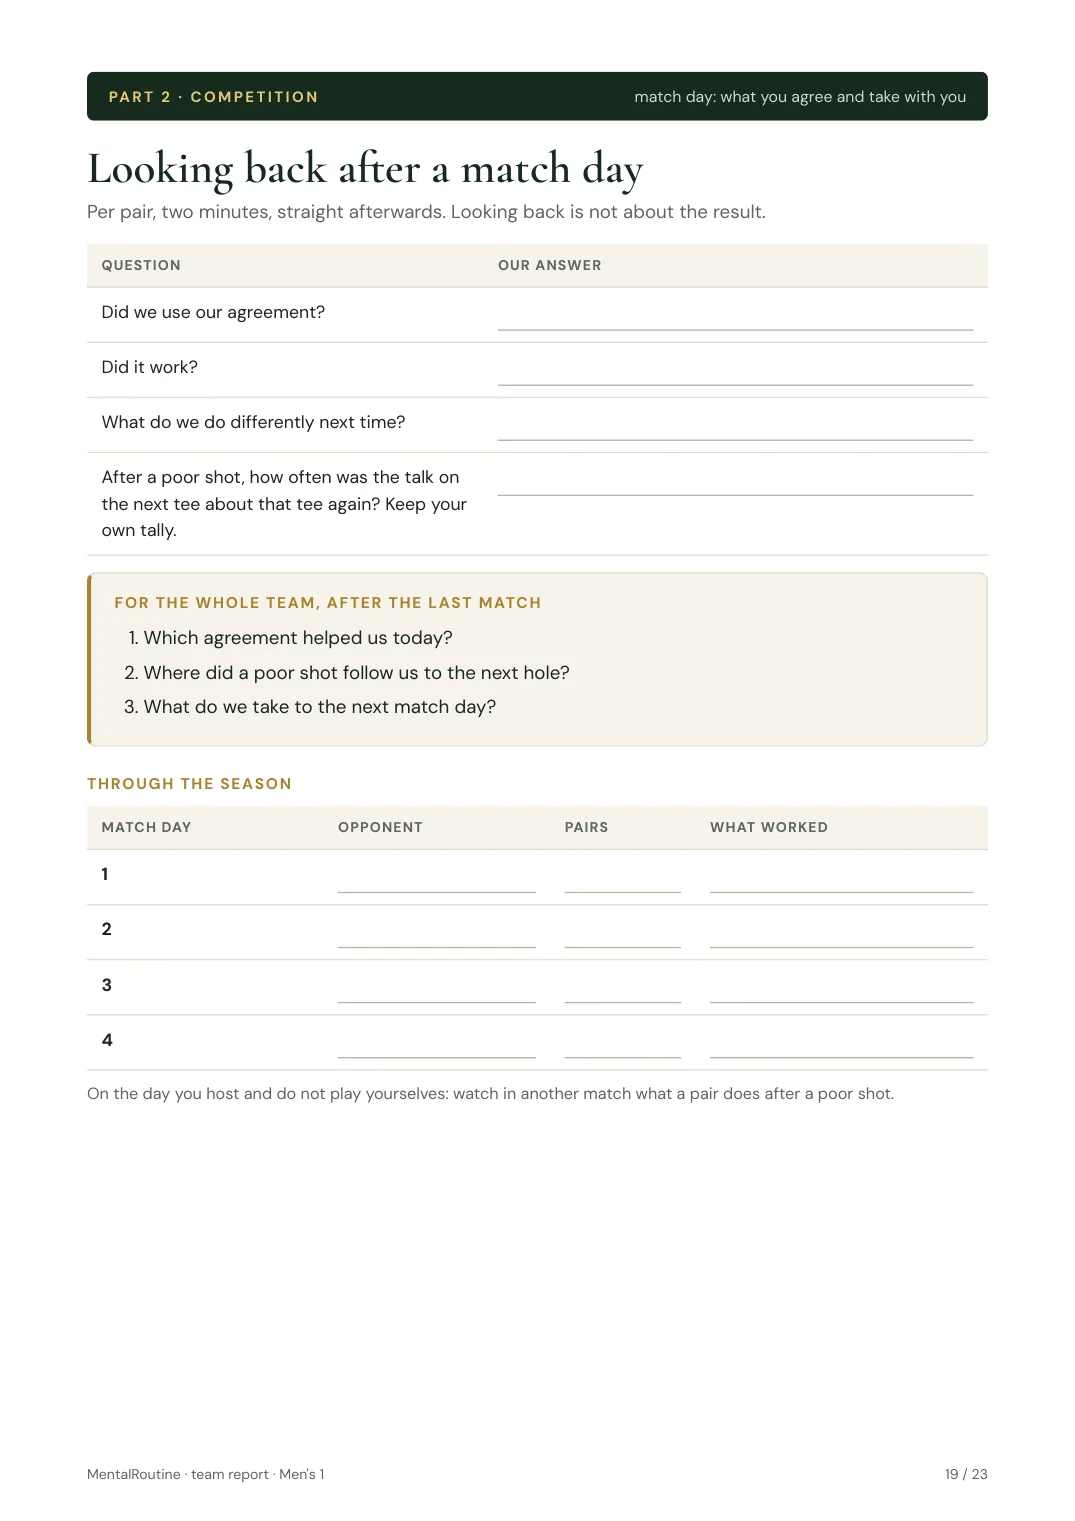 PART 2 · COMPETITION
match day: what you agree and take with you
Looking back after a match day
Per pair, two minutes, straight afterwards. Looking back is not about the result.
QUESTION
OUR ANSWER
Did we use our agreement?
Did it work?
What do we do differently next time?
After a poor shot, how often was the talk on
the next tee about that tee again? Keep your
own tally.
FOR THE WHOLE TEAM, AFTER THE LAST MATCH
1. Which agreement helped us today?
2. Where did a poor shot follow us to the next hole?
3. What do we take to the next match day?
THROUGH THE SEASON
MATCH DAY
OPPONENT
PAIRS
WHAT WORKED
1
2
3
4
On the day you host and do not play yourselves: watch in another match what a pair does after a poor shot.
MentalRoutine · team report · Men's 1
19 / 23